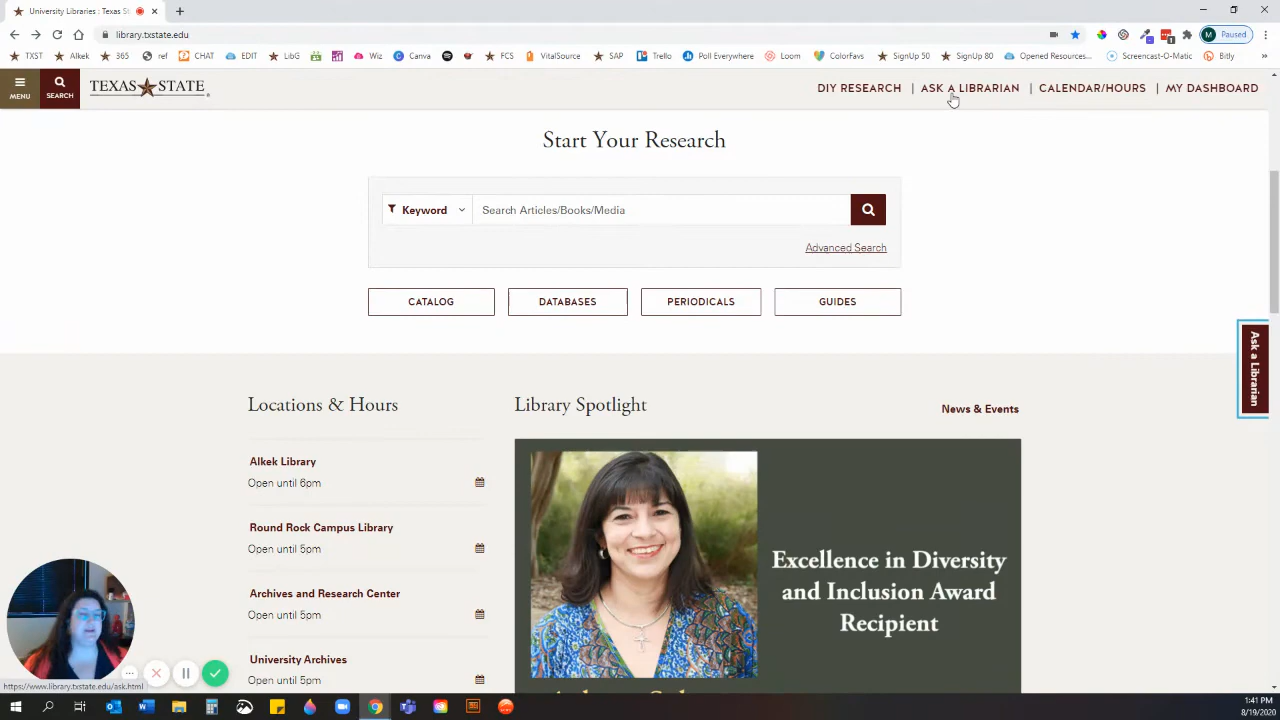 University Libraries : Texas St
library.txstate.edu
Paused
TXST
Alkek
365
ref
CHAT
EDIT
LibG
Wiz
Canva
FCS
VitalSource
SAP
Trello
Poll Everywhere
Loom
ColorFavs
SignUp 50
SignUp 80
Opened Resources...
Screencast-O-Matic
Bitly
MENU
SEARCH
TEXAS STATE
DIY RESEARCH | ASK A LIBRARIAN | CALENDAR/HOURS | MY DASHBOARD
Start Your Research
Keyword
Search Articles/Books/Media
Advanced Search
CATALOG
DATABASES
PERIODICALS
GUIDES
Ask a Librarian
Locations & Hours
Alkek Library
Open until 6pm
Round Rock Campus Library
Open until 5pm
Archives and Research Center
Open until 5pm
University Archives
Open until 5pm
Library Spotlight
News & Events
Excellence in Diversity
and Inclusion Award
Recipient
https://www.library.txstate.edu/ask.html
1:41 PM
8/19/2020